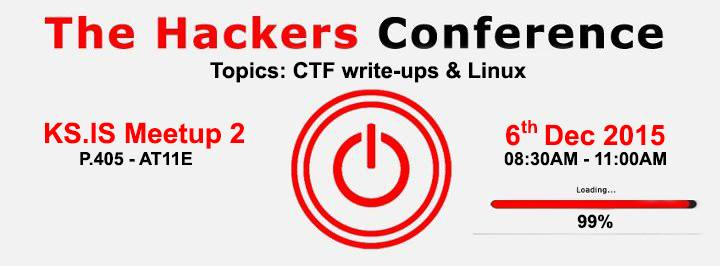 The Hackers Conference
Topics: CTF write-ups & Linux
KS.IS Meetup 2
P.405 - AT11E
6th Dec 2015
08:30AM - 11:00AM
Loading...
99%